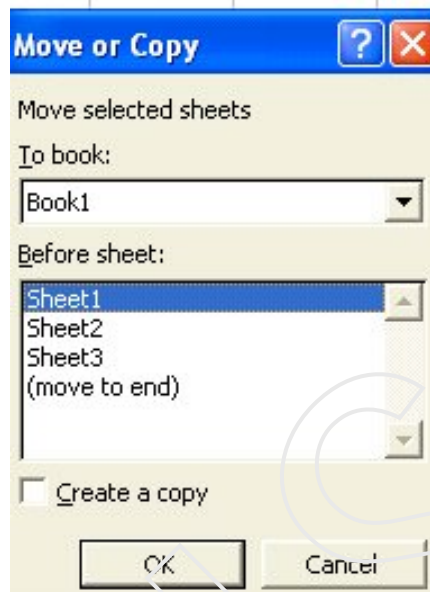 Move or Copy
Move selected sheets
To book:
Book1
Before sheet:
Sheet1
Sheet2
Sheet3
(move to end)
Create a copy
OK
Cancel